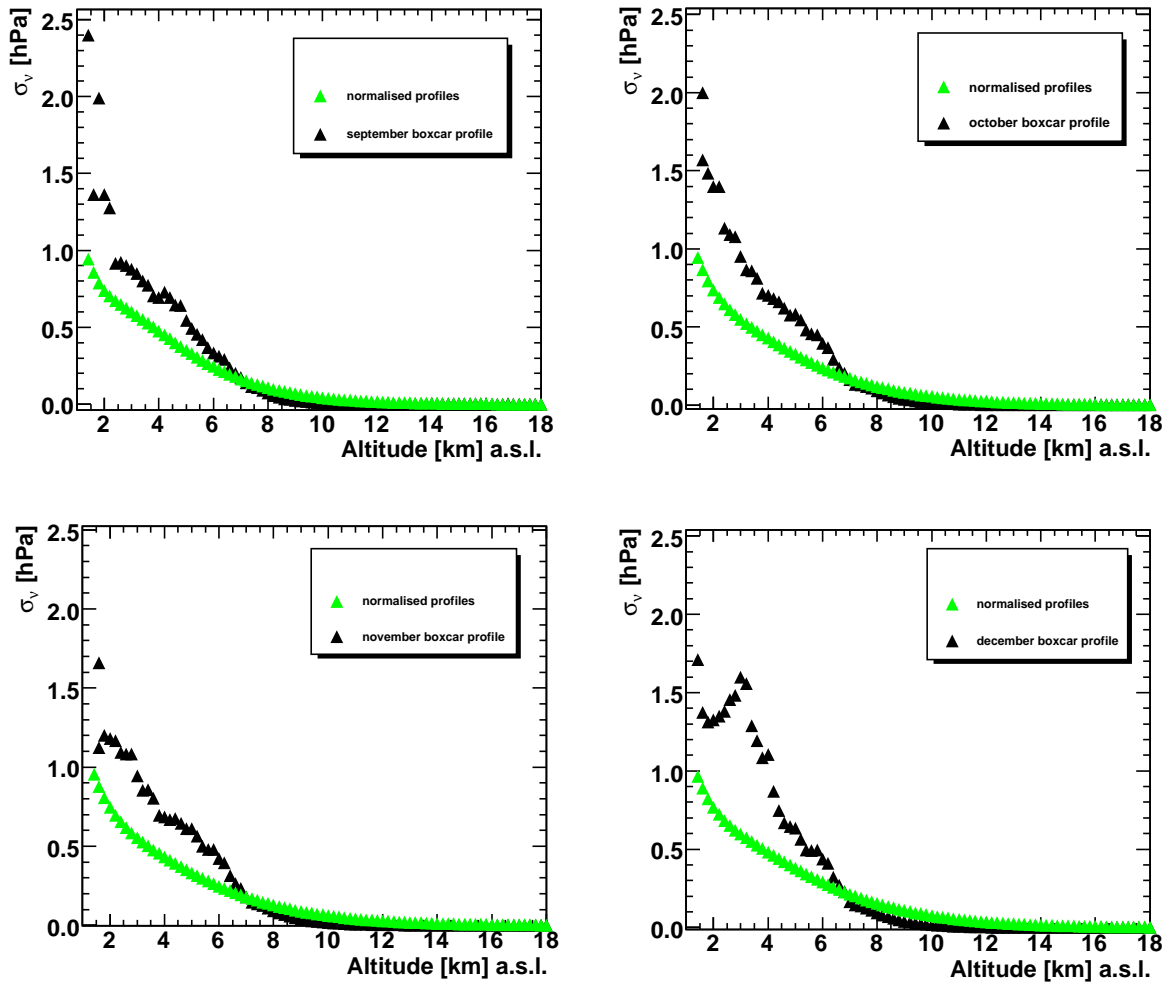 σν [hPa]
2.5
2.0
1.5
1.0
0.5
0.0
normalised profiles
september boxcar profile
2 4 6 8 10 12 14 16 18
Altitude [km] a.s.l.
σν [hPa]
2.5
2.0
1.5
1.0
0.5
0.0
normalised profiles
october boxcar profile
2 4 6 8 10 12 14 16 18
Altitude [km] a.s.l.
σν [hPa]
2.5
2.0
1.5
1.0
0.5
0.0
normalised profiles
november boxcar profile
2 4 6 8 10 12 14 16 18
Altitude [km] a.s.l.
σν [hPa]
2.5
2.0
1.5
1.0
0.5
0.0
normalised profiles
december boxcar profile
2 4 6 8 10 12 14 16 18
Altitude [km] a.s.l.